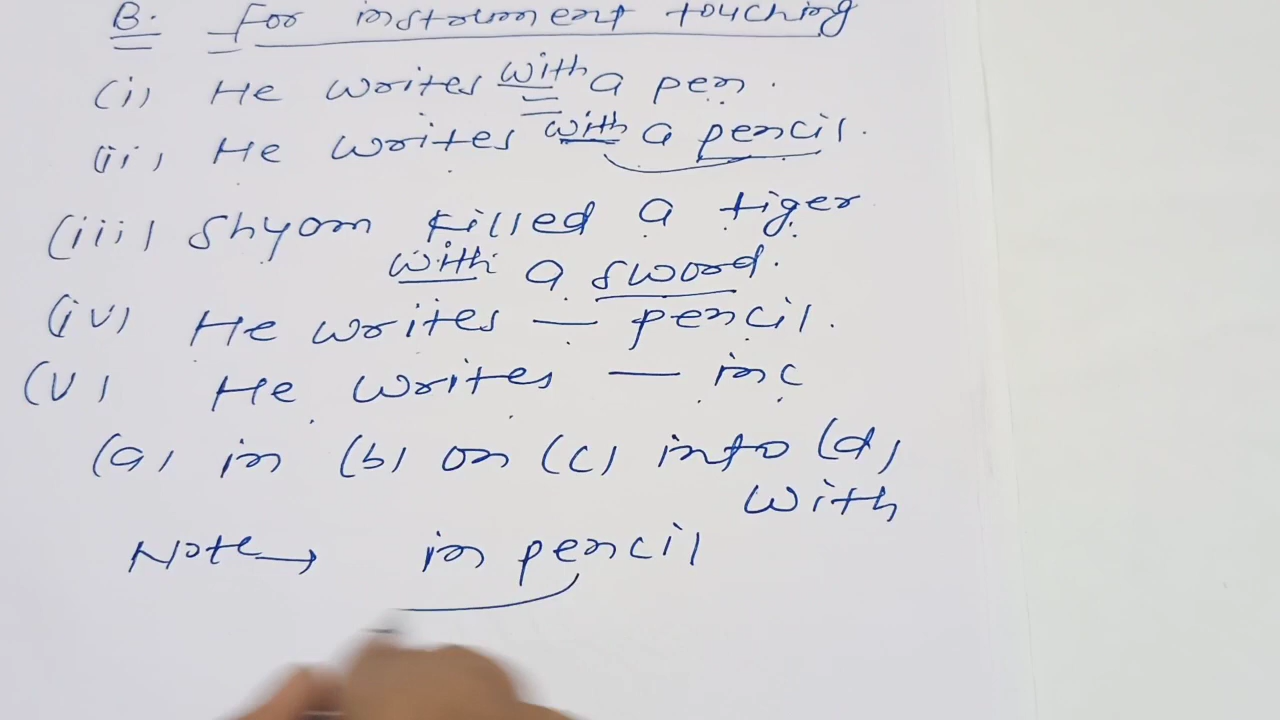 B. For instrument touching
(i) He writes with a pen.
(ii) He writes with a pencil.
(iii) Shyam killed a tiger
with a sword.
(iv) He writes — pencil.
(v) He writes — inc
(a) in (b) on (c) into (d)
with
Note → in pencil